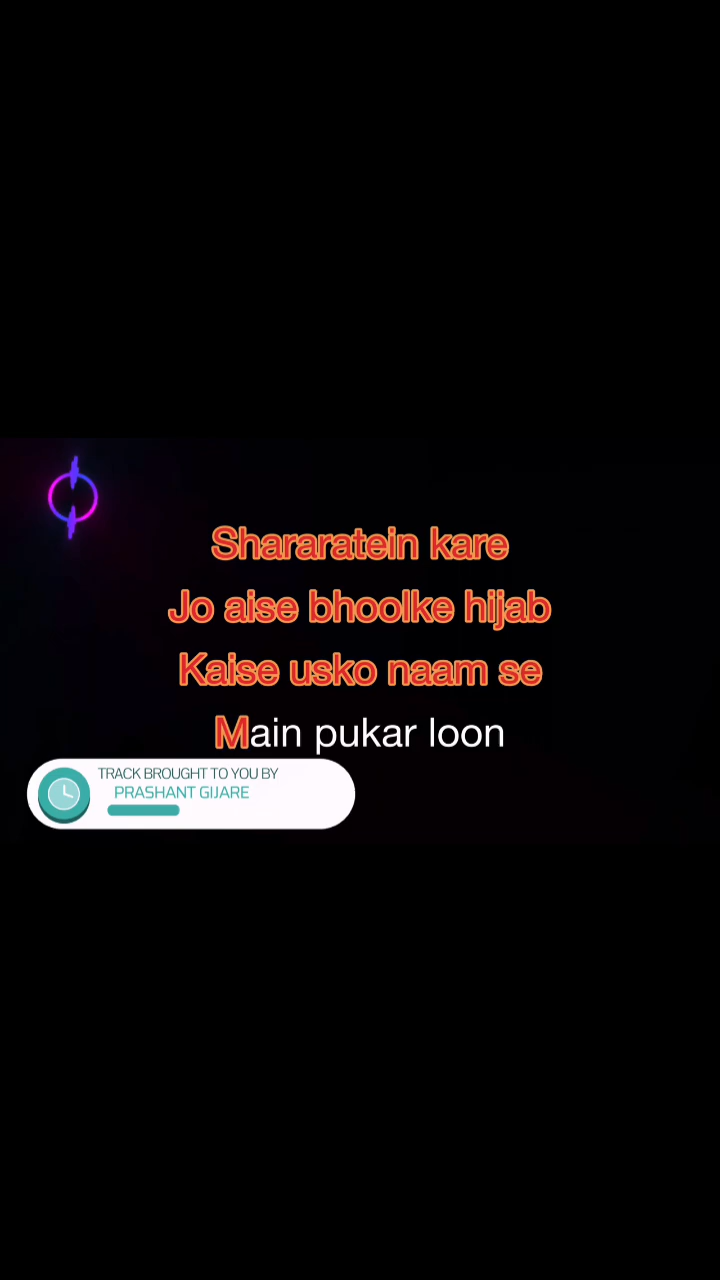 Shararatein kare
Jo aise bhoolke hijab
Kaise usko naam se
Main pukar loon
TRACK BROUGHT TO YOU BY
PRASHANT GIJARE